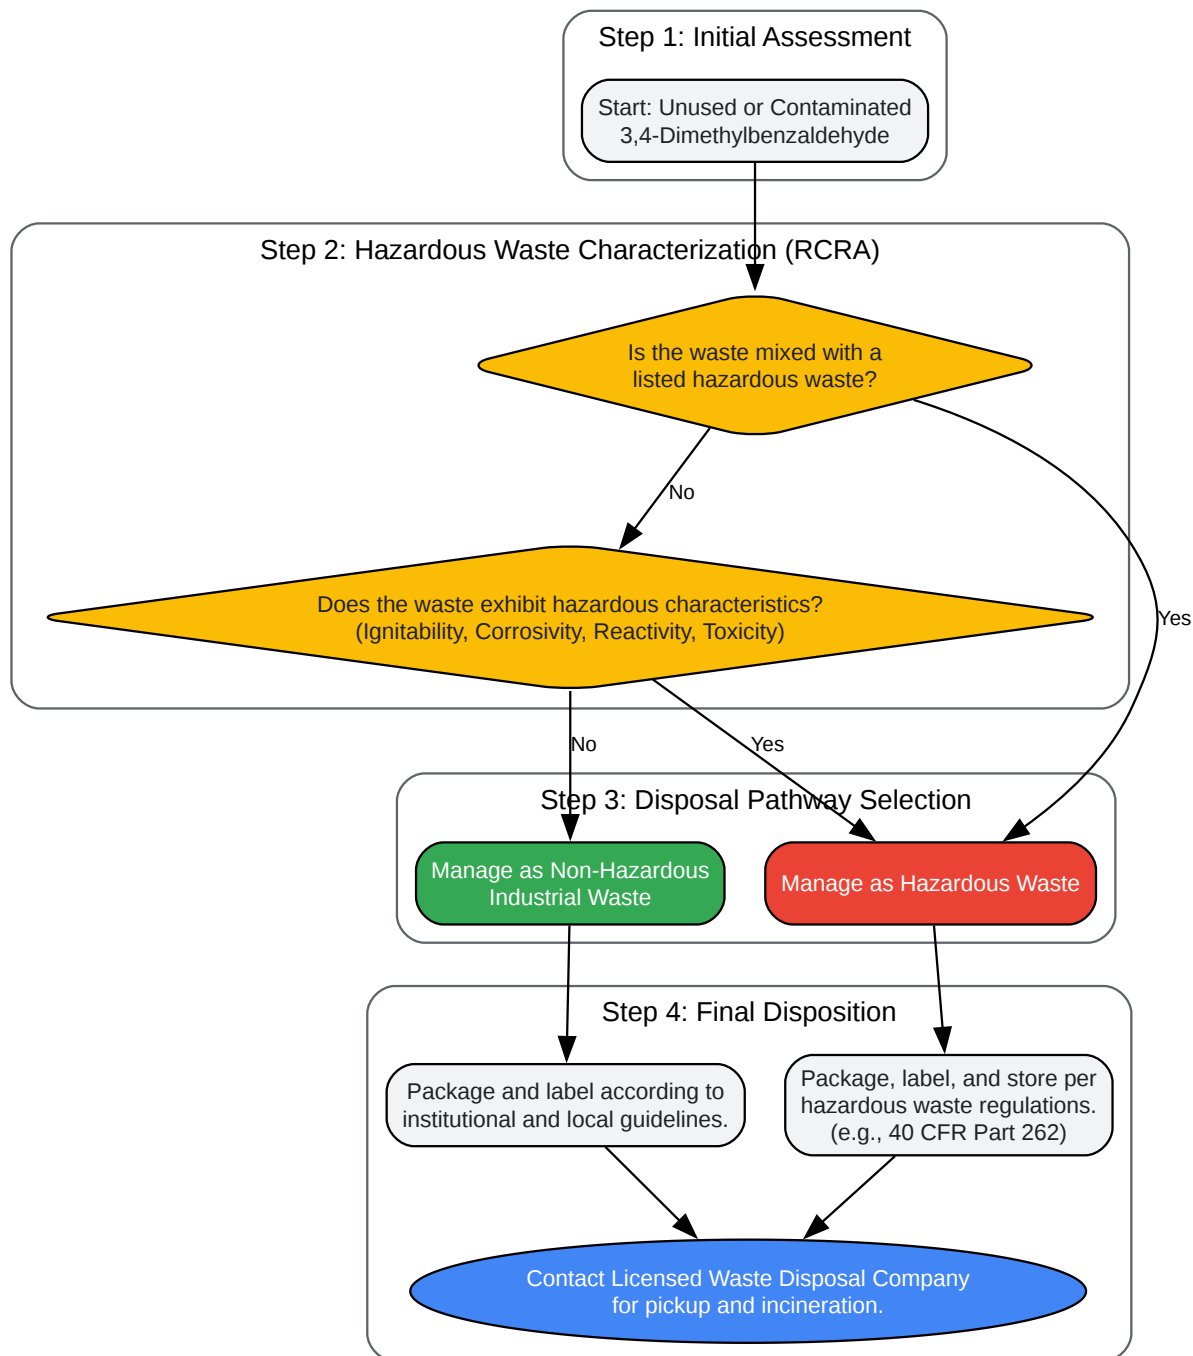 Step 1: Initial Assessment
Start: Unused or Contaminated
3,4-Dimethylbenzaldehyde
Step 2: Hazardous Waste Characterization (RCRA)
Is the waste mixed with a
listed hazardous waste?
No
Yes
Does the waste exhibit hazardous characteristics?
(Ignitability, Corrosivity, Reactivity, Toxicity)
No
Yes
Step 3: Disposal Pathway Selection
Manage as Non-Hazardous
Industrial Waste
Manage as Hazardous Waste
Step 4: Final Disposition
Package and label according to
institutional and local guidelines.
Package, label, and store per
hazardous waste regulations.
(e.g., 40 CFR Part 262)
Contact Licensed Waste Disposal Company
for pickup and incineration.